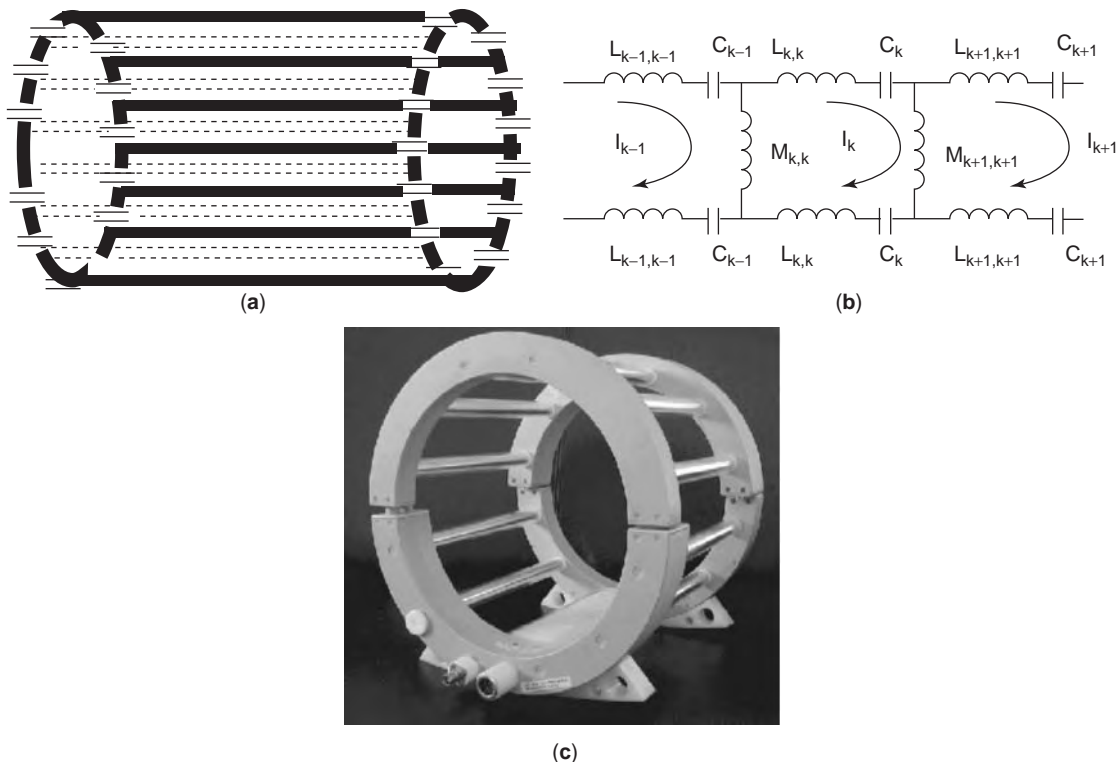 L_{k−1,k−1} C_{k−1} L_{k,k} C_k L_{k+1,k+1} C_{k+1}
I_{k−1} M_{k,k} I_k M_{k+1,k+1} I_{k+1}
L_{k−1,k−1} C_{k−1} L_{k,k} C_k L_{k+1,k+1} C_{k+1}
(a) (b)
(c)